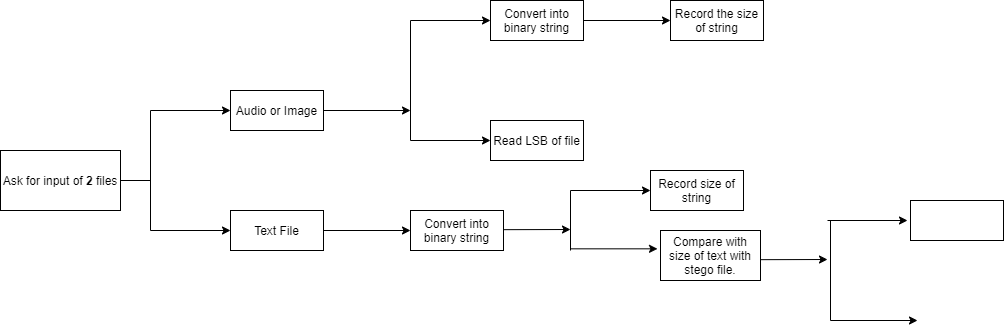 Convert into
binary string
Record the size
of string
Audio or Image
Read LSB of file
Ask for input of 2 files
Text File
Convert into
binary string
Record size of
string
Compare with
size of text with
stego file.